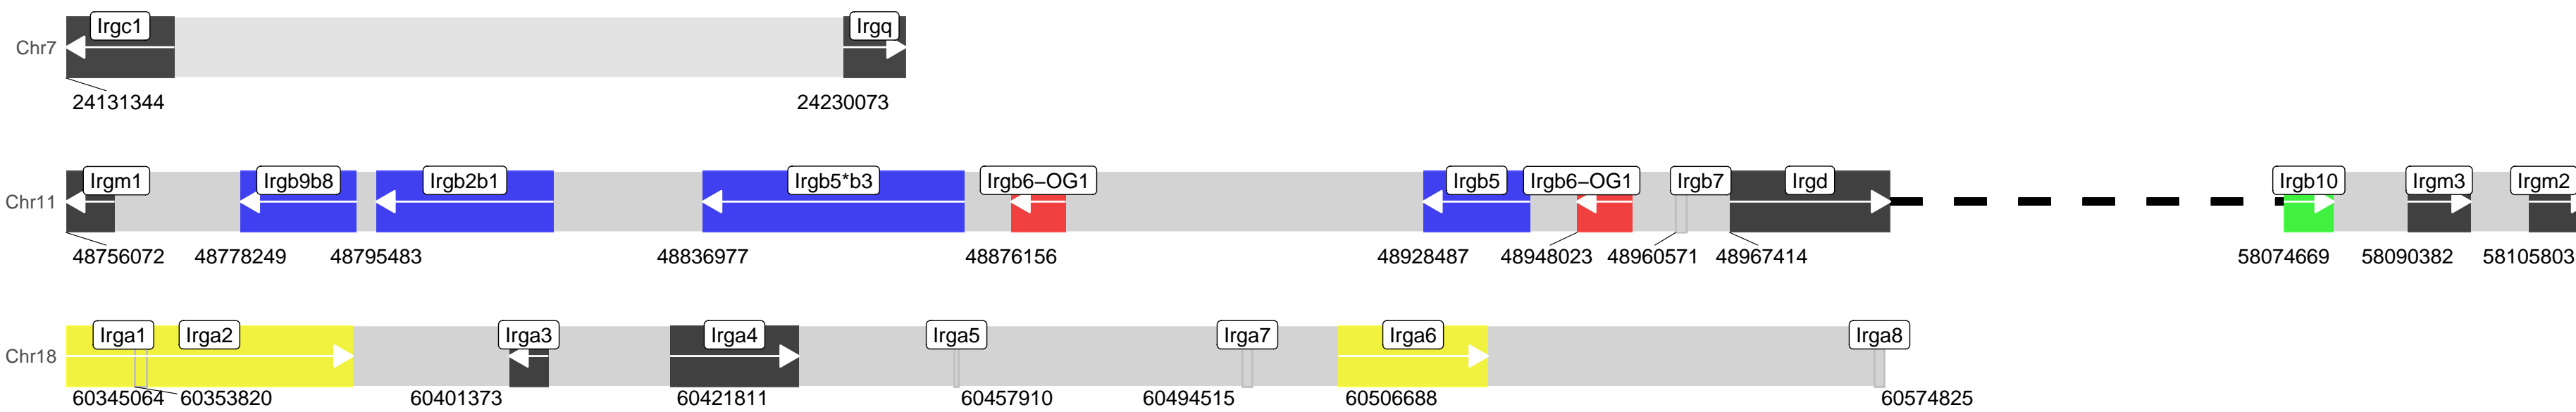 Irgc1 Irgq
Chr7
24131344 24230073
Irgm1 Irgb9b8 Irgb2b1 Irgb5*b3 Irgb6−OG1 Irgb5 Irgb6−OG1 Irgb7 Irgd Irgb10 Irgm3 Irgm2
Chr11
48756072 48778249 48795483 48836977 48876156 48928487 48948023 48960571 48967414 58074669 58090382 58105803
Irga1 Irga2 Irga3 Irga4 Irga5 Irga7 Irga6 Irga8
Chr18
60345064 60353820 60401373 60421811 60457910 60494515 60506688 60574825